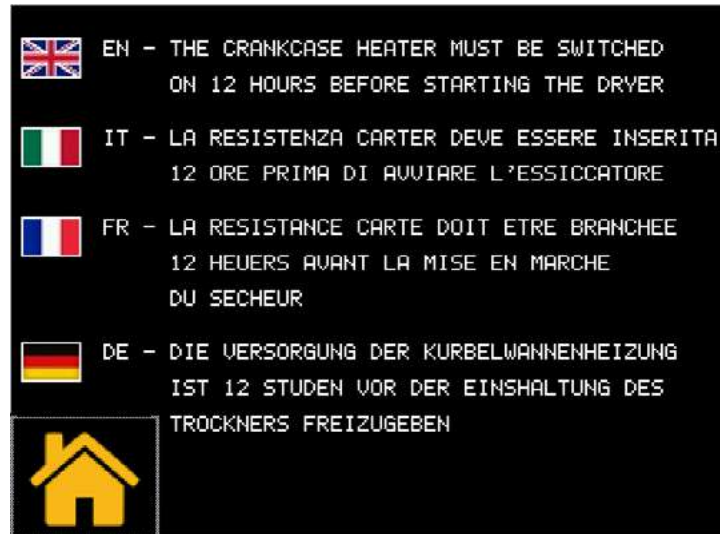 EN - THE CRANKCASE HEATER MUST BE SWITCHED
ON 12 HOURS BEFORE STARTING THE DRYER
IT - LA RESISTENZA CARTER DEVE ESSERE INSERITA
12 ORE PRIMA DI AVVIARE L'ESSICCATORE
FR - LA RESISTANCE CARTE DOIT ETRE BRANCHEE
12 HEUERS AVANT LA MISE EN MARCHE
DU SECHEUR
DE - DIE VERSORGUNG DER KURBELWANNENHEIZUNG
IST 12 STUDEN VOR DER EINSHALTUNG DES
TROCKNERS FREIZUGEBEN